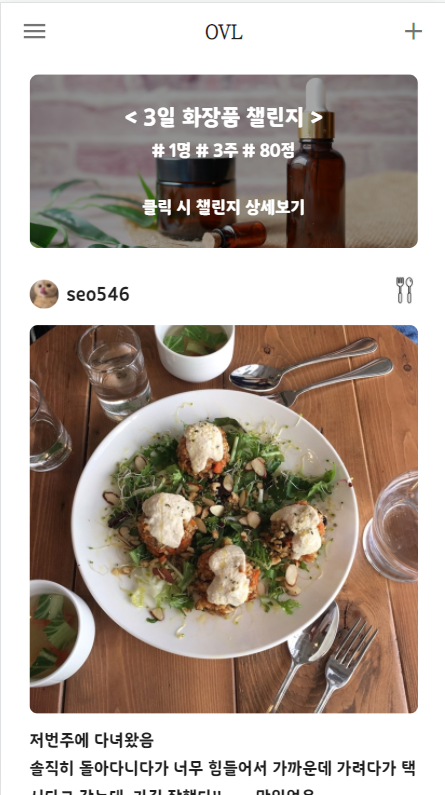 OVL
< 3일 화장품 챌린지 >
# 1명 # 3주 # 80점
클릭 시 챌린지 상세보기
seo546
저번주에 다녀왔음
솔직히 돌아다니다가 너무 힘들어서 가까운데 가려다가 택